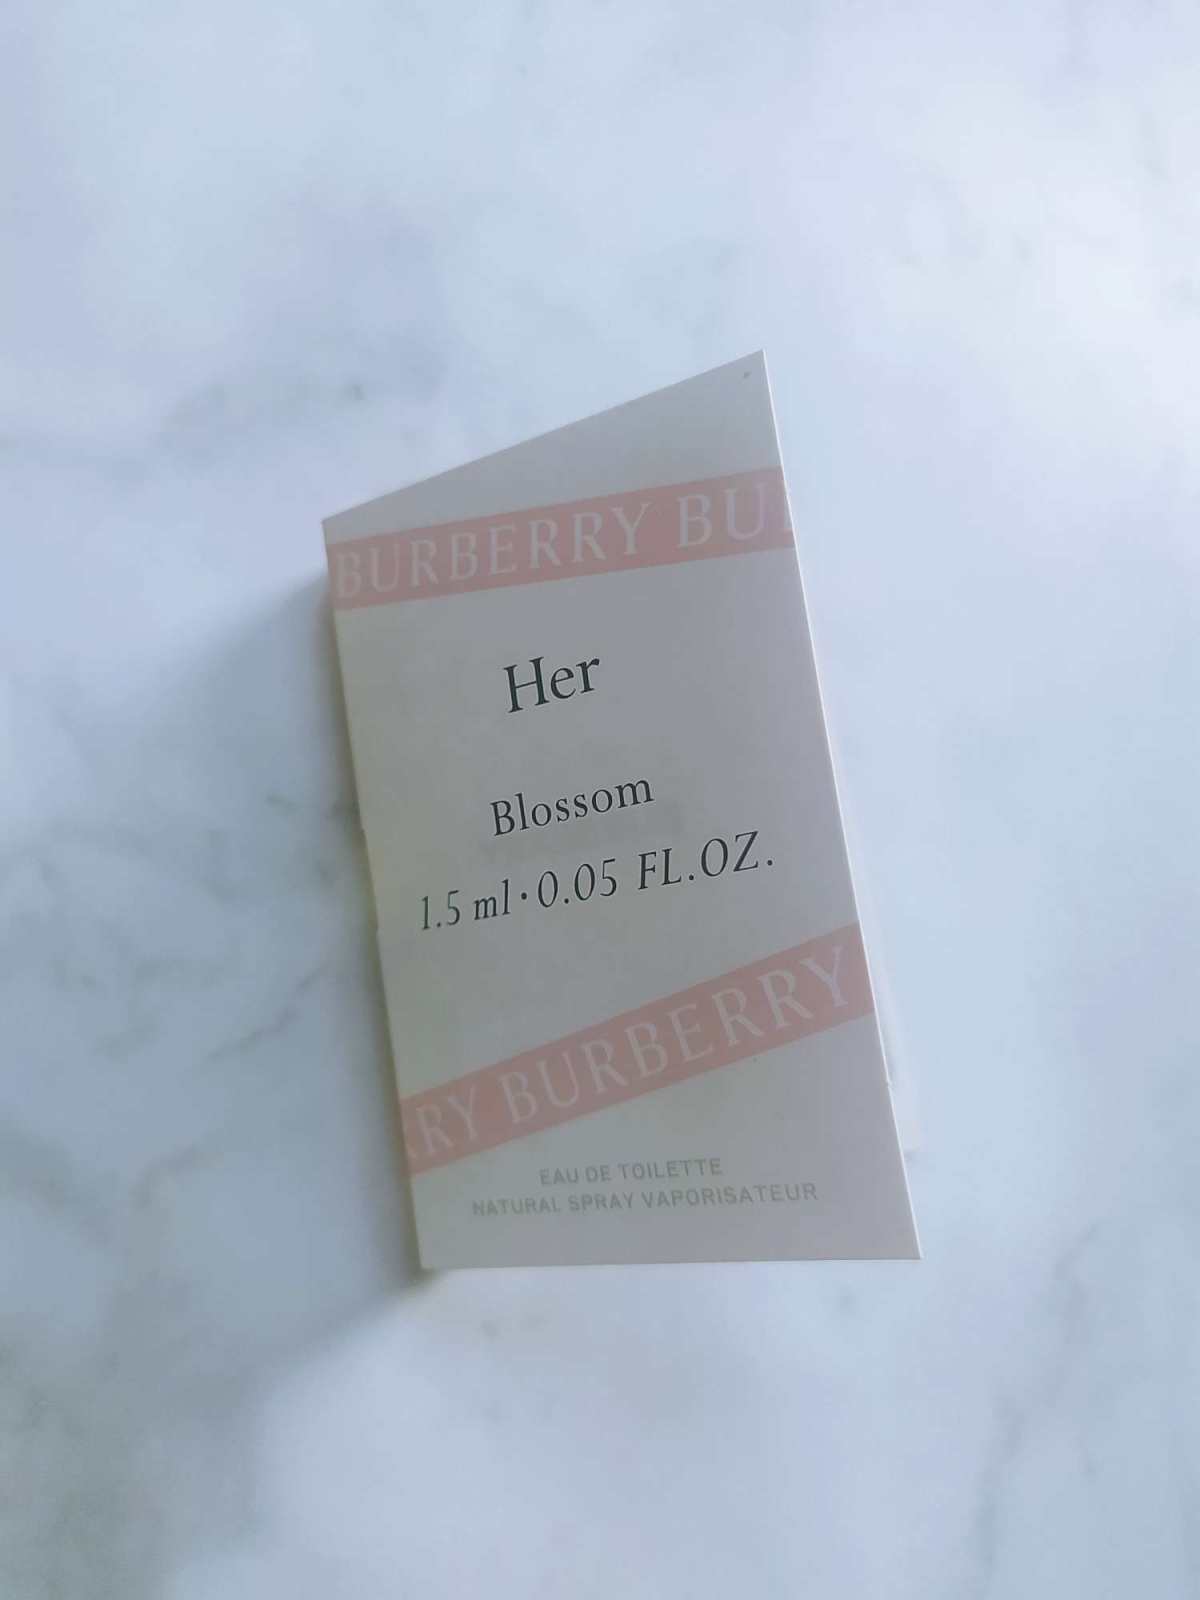 BURBERRY BU
Her
Blossom
1.5 ml · 0.05 FL.OZ.
RY BURBERRY
EAU DE TOILETTE
NATURAL SPRAY VAPORISATEUR